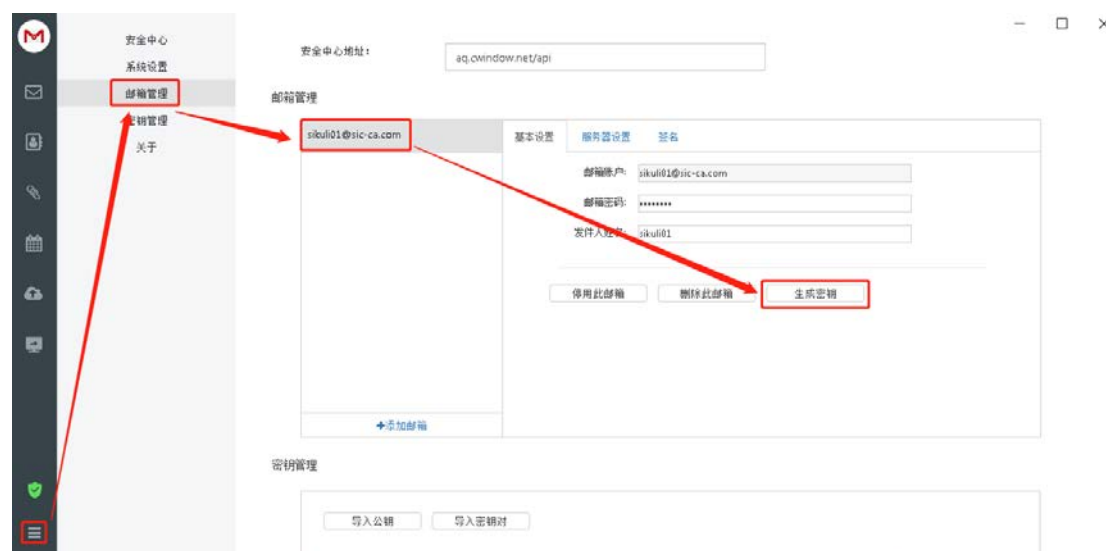 安全中心
系统设置
邮箱管理
密钥管理
关于
安全中心地址:
aq.cwindow.net/api
邮箱管理
sikuli01@sic-ca.com
基本设置 服务器设置 签名
邮箱账户: sikuli01@sic-ca.com
邮箱密码: ••••••••
发件人姓名: sikuli01
停用此邮箱 删除此邮箱 生成密钥
+添加邮箱
密钥管理
导入公钥 导入密钥对